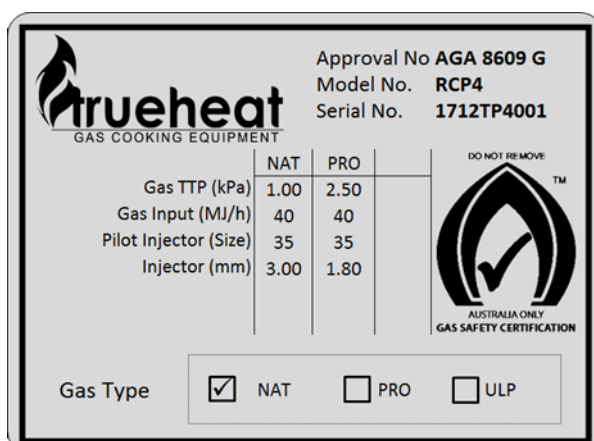 trueheat
GAS COOKING EQUIPMENT
Approval No AGA 8609 G
Model No. RCP4
Serial No. 1712TP4001
NAT PRO
Gas TTP (kPa) 1.00 2.50
Gas Input (MJ/h) 40 40
Pilot Injector (Size) 35 35
Injector (mm) 3.00 1.80
DO NOT REMOVE
TM
AUSTRALIA ONLY
GAS SAFETY CERTIFICATION
Gas Type NAT PRO ULP